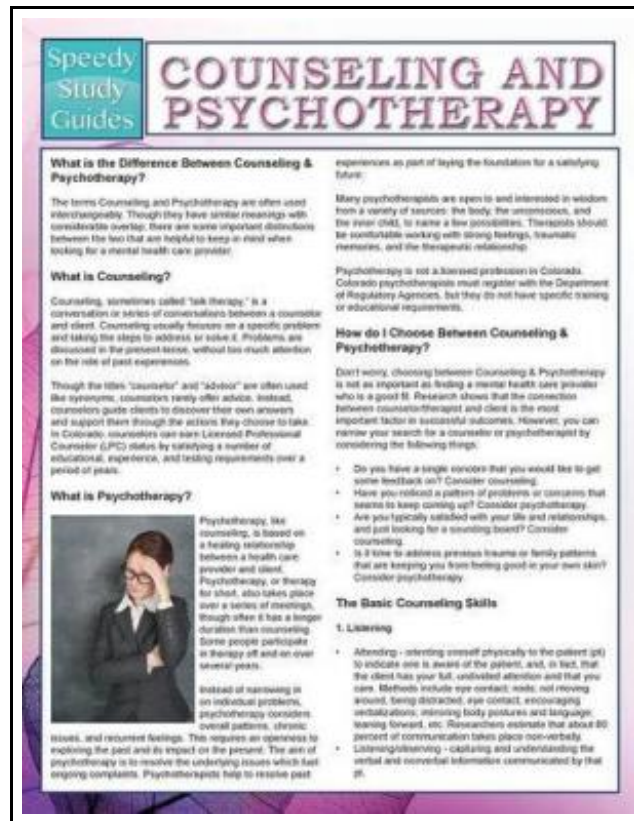 Speedy
Study
Guides
COUNSELING AND
PSYCHOTHERAPY
What is the Difference Between Counseling &
Psychotherapy?
The terms Counseling and Psychotherapy are often used
interchangeably. Though they have similar meanings with
considerable overlap, there are some important distinctions
between the two that are helpful to keep in mind when
looking for a mental health care provider.
What is Counseling?
Counseling, sometimes called "talk therapy," is a
conversation or series of conversations between a counselor
and client. Counseling usually focuses on a specific problem
and taking the steps to address or solve it. Problems are
discussed in the present-tense, without too much attention
on the role of past experiences.
Though the titles "counselor" and "advisor" are often used
like synonyms, counselors rarely offer advice. Instead,
counselors guide clients to discover their own answers
and support them through the actions they choose to take.
In Colorado, counselors can earn Licensed Professional
Counselor (LPC) status by satisfying a number of
educational, experience, and testing requirements over a
period of years.
What is Psychotherapy?
Psychotherapy, like
counseling, is based on
a healing relationship
between a health care
provider and client.
Psychotherapy, or therapy
for short, also takes place
over a series of meetings,
though often it has a longer
duration than counseling.
Some people participate
in therapy off and on over
several years.
Instead of narrowing in
on individual problems,
psychotherapy considers
overall patterns, chronic
issues, and recurrent feelings. This requires an openness to
exploring the past and its impact on the present. The aim of
psychotherapy is to resolve the underlying issues which fuel
ongoing complaints. Psychotherapists help to resolve past
experiences as part of laying the foundation for a satisfying
future.
Many psychotherapists are open to and interested in wisdom
from a variety of sources: the body, the unconscious, and
the inner child, to name a few possibilities. Therapists should
be comfortable working with strong feelings, traumatic
memories, and the therapeutic relationship.
Psychotherapy is not a licensed profession in Colorado.
Colorado psychotherapists must register with the Department
of Regulatory Agencies, but they do not have specific training
or educational requirements.
How do I Choose Between Counseling &
Psychotherapy?
Don't worry, choosing between Counseling & Psychotherapy
is not as important as finding a mental health care provider
who is a good fit. Research shows that the connection
between counselor/therapist and client is the most
important factor in successful outcomes. However, you can
narrow your search for a counselor or psychotherapist by
considering the following things:
• Do you have a single concern that you would like to get
some feedback on? Consider counseling.
• Have you noticed a pattern of problems or concerns that
seems to keep coming up? Consider psychotherapy.
• Are you typically satisfied with your life and relationships,
and just looking for a sounding board? Consider
counseling.
• Is it time to address previous trauma or family patterns
that are keeping you from feeling good in your own skin?
Consider psychotherapy.
The Basic Counseling Skills
1. Listening
• Attending - orienting oneself physically to the patient (pt)
to indicate one is aware of the patient, and, in fact, that
the client has your full, undivided attention and that you
care. Methods include eye contact; nods; not moving
around, being distracted, eye contact, encouraging
verbalizations; mirroring body postures and language;
leaning forward, etc. Researchers estimate that about 80
percent of communication takes place non-verbally.
• Listening/observing - capturing and understanding the
verbal and nonverbal information communicated by that
pt.